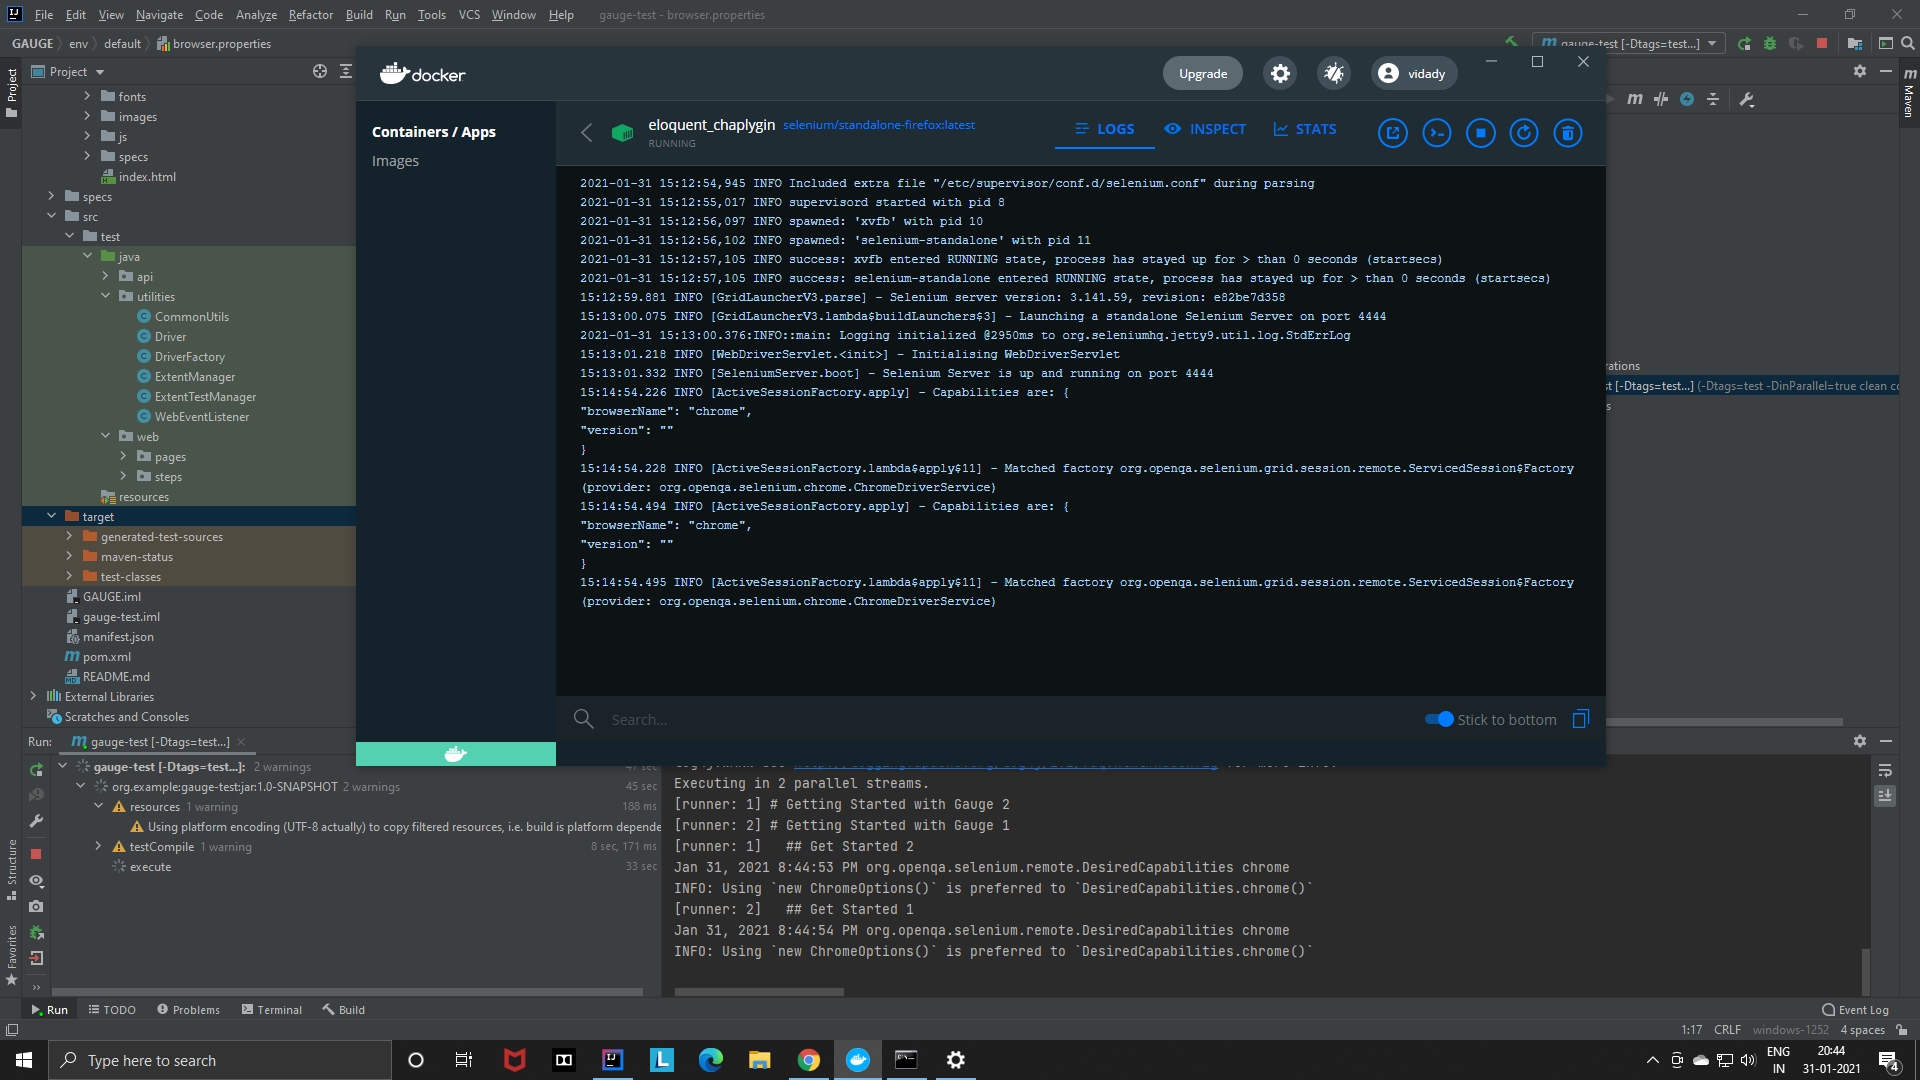 File Edit View Navigate Code Analyze Refactor Build Run Tools VCS Window Help gauge-test - browser.properties
GAUGE env default browser.properties
gauge-test [-Dtags=test...]
Project
Project
fonts
images
js
specs
index.html
specs
src
test
java
api
utilities
CommonUtils
Driver
DriverFactory
ExtentManager
ExtentTestManager
WebEventListener
web
pages
steps
resources
target
generated-test-sources
maven-status
test-classes
GAUGE.iml
gauge-test.iml
manifest.json
pom.xml
README.md
External Libraries
Scratches and Consoles
docker
Upgrade
vidady
Containers / Apps
Images
eloquent_chaplygin selenium/standalone-firefox:latest
RUNNING
LOGS INSPECT STATS
2021-01-31 15:12:54,945 INFO Included extra file "/etc/supervisor/conf.d/selenium.conf" during parsing
2021-01-31 15:12:55,017 INFO supervisord started with pid 8
2021-01-31 15:12:56,097 INFO spawned: 'xvfb' with pid 10
2021-01-31 15:12:56,102 INFO spawned: 'selenium-standalone' with pid 11
2021-01-31 15:12:57,105 INFO success: xvfb entered RUNNING state, process has stayed up for > than 0 seconds (startsecs)
2021-01-31 15:12:57,105 INFO success: selenium-standalone entered RUNNING state, process has stayed up for > than 0 seconds (startsecs)
15:12:59.881 INFO [GridLauncherV3.parse] - Selenium server version: 3.141.59, revision: e82be7d358
15:13:00.075 INFO [GridLauncherV3.lambda$buildLaunchers$3] - Launching a standalone Selenium Server on port 4444
2021-01-31 15:13:00.376:INFO::main: Logging initialized @2950ms to org.seleniumhq.jetty9.util.log.StdErrLog
15:13:01.218 INFO [WebDriverServlet.<init>] - Initialising WebDriverServlet
15:13:01.332 INFO [SeleniumServer.boot] - Selenium Server is up and running on port 4444
15:14:54.226 INFO [ActiveSessionFactory.apply] - Capabilities are: {
"browserName": "chrome",
"version": ""
}
15:14:54.228 INFO [ActiveSessionFactory.lambda$apply$11] - Matched factory org.openqa.selenium.grid.session.remote.ServicedSession$Factory
(provider: org.openqa.selenium.chrome.ChromeDriverService)
15:14:54.494 INFO [ActiveSessionFactory.apply] - Capabilities are: {
"browserName": "chrome",
"version": ""
}
15:14:54.495 INFO [ActiveSessionFactory.lambda$apply$11] - Matched factory org.openqa.selenium.grid.session.remote.ServicedSession$Factory
(provider: org.openqa.selenium.chrome.ChromeDriverService)
Search...
Stick to bottom
m
Maven
rations
t [-Dtags=test...] (-Dtags=test -DinParallel=true clean co
s
Run: gauge-test [-Dtags=test...]
gauge-test [-Dtags=test...]: 2 warnings
org.example:gauge-test:jar:1.0-SNAPSHOT 2 warnings 45 sec
resources 1 warning 188 ms
Using platform encoding (UTF-8 actually) to copy filtered resources, i.e. build is platform depende
testCompile 1 warning 8 sec, 171 ms
execute 33 sec
Structure
Favorites
Executing in 2 parallel streams.
[runner: 1] # Getting Started with Gauge 2
[runner: 2] # Getting Started with Gauge 1
[runner: 1] ## Get Started 2
Jan 31, 2021 8:44:53 PM org.openqa.selenium.remote.DesiredCapabilities chrome
INFO: Using `new ChromeOptions()` is preferred to `DesiredCapabilities.chrome()`
[runner: 2] ## Get Started 1
Jan 31, 2021 8:44:54 PM org.openqa.selenium.remote.DesiredCapabilities chrome
INFO: Using `new ChromeOptions()` is preferred to `DesiredCapabilities.chrome()`
Run TODO Problems Terminal Build Event Log
1:17 CRLF windows-1252 4 spaces
Type here to search
ENG
IN
20:44
31-01-2021
4